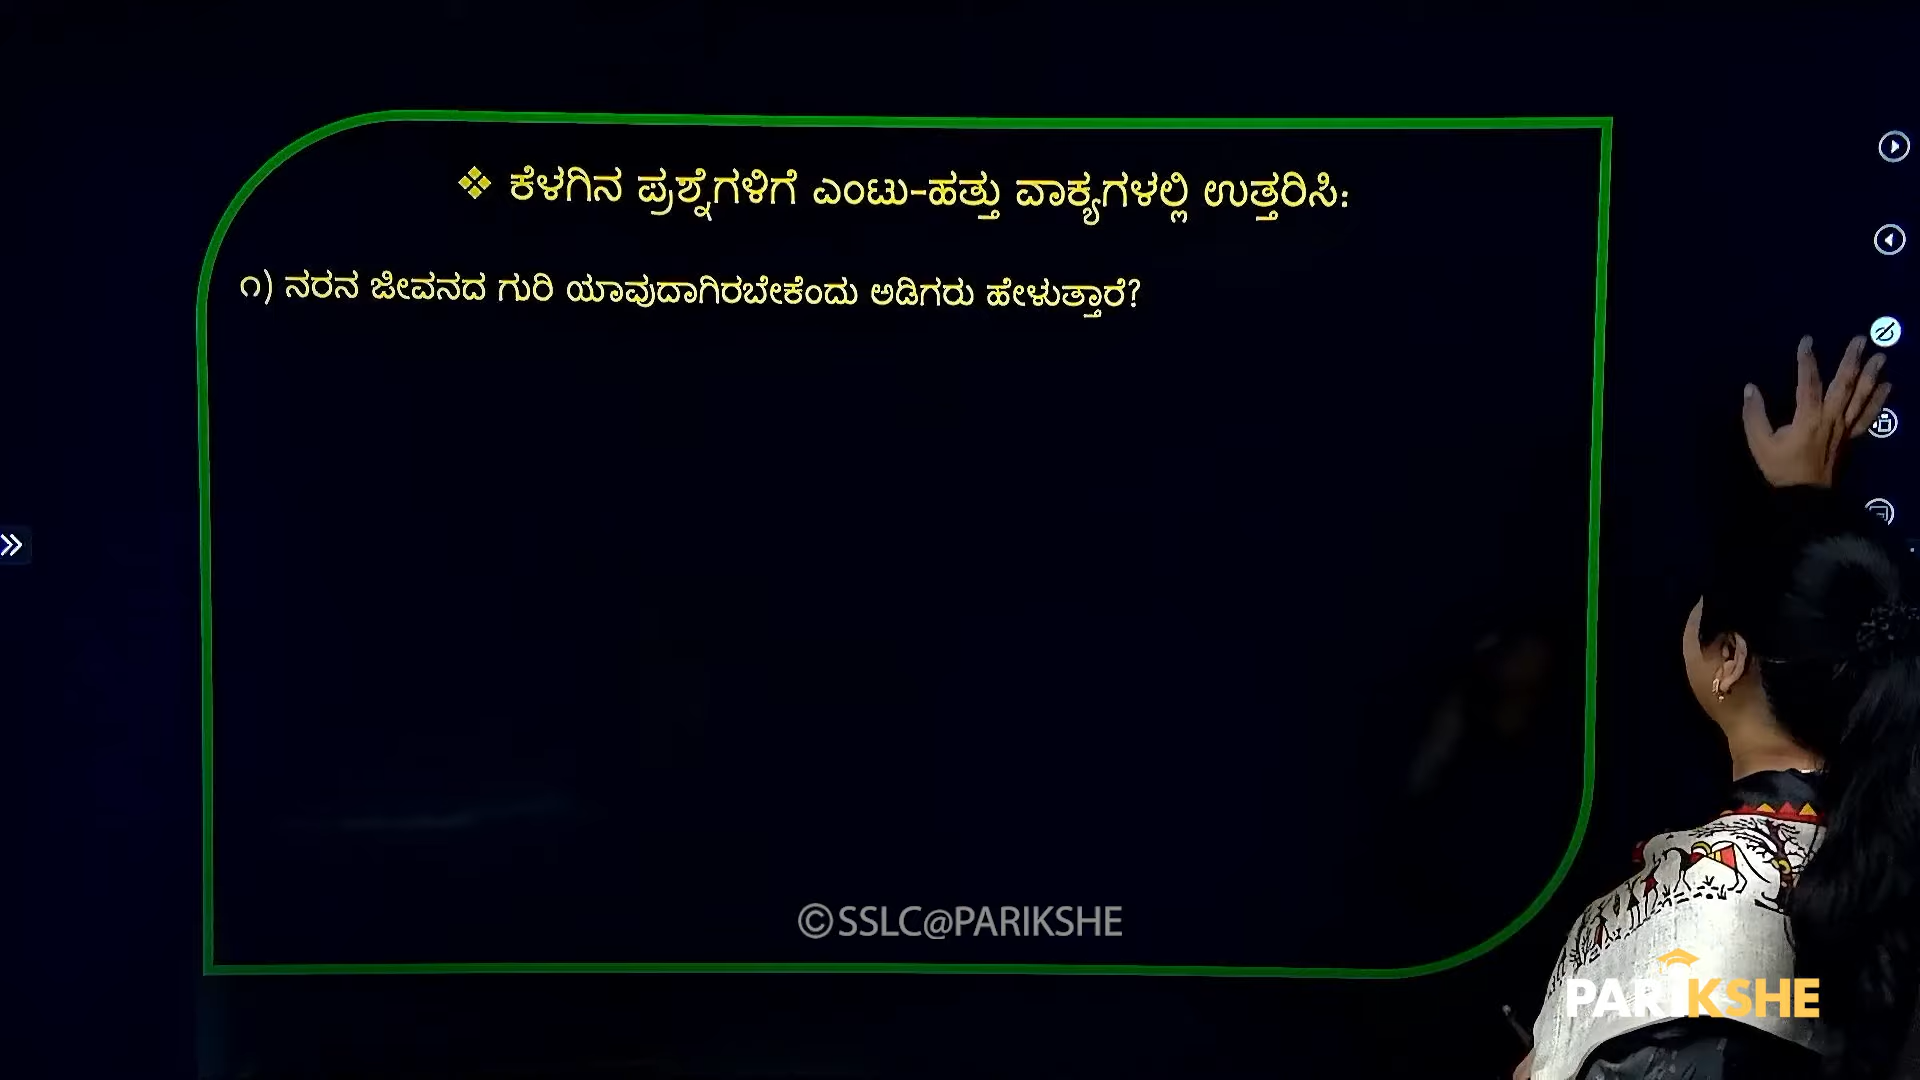 ❖ ಕೆಳಗಿನ ಪ್ರಶ್ನೆಗಳಿಗೆ ಎಂಟು-ಹತ್ತು ವಾಕ್ಯಗಳಲ್ಲಿ ಉತ್ತರಿಸಿ:
೧) ನರನ ಜೀವನದ ಗುರಿ ಯಾವುದಾಗಿರಬೇಕೆಂದು ಅಡಿಗರು ಹೇಳುತ್ತಾರೆ?
©SSLC@PARIKSHE
PARIKSHE